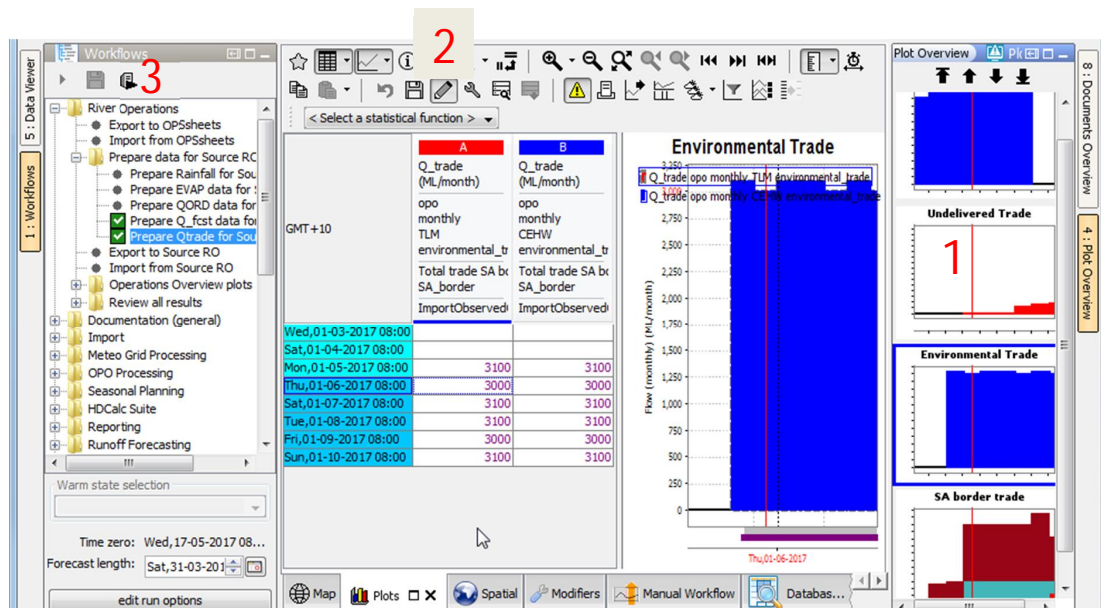 2
3
Workflows
Plot Overview
Pk
5 : Data Viewer
1 : Workflows
River Operations
Export to OPSsheets
Import from OPSsheets
Prepare data for Source RO
Prepare Rainfall for Sou
Prepare EVAP data for
Prepare QORD data for
Prepare Q_fcst data fo
Prepare Qtrade for Sou
Export to Source RO
Import from Source RO
Operations Overview plots
Review all results
Documentation (general)
Import
Meteo Grid Processing
OPO Processing
Seasonal Planning
HDCalc Suite
Reporting
Runoff Forecasting
Warm state selection
Time zero: Wed,17-05-2017 08...
Forecast length: Sat,31-03-201
edit run options
< Select a statistical function >
A B
Q_trade Q_trade
(ML/month) (ML/month)
opo opo
monthly monthly
TLM CEHW
environmental_tr environmental_tr
GMT+10
Total trade SA bo Total trade SA bo
SA_border SA_border
ImportObserved ImportObserved
Wed,01-03-2017 08:00
Sat,01-04-2017 08:00
Mon,01-05-2017 08:00 3100 3100
Thu,01-06-2017 08:00 3000 3000
Sat,01-07-2017 08:00 3100 3100
Tue,01-08-2017 08:00 3100 3100
Fri,01-09-2017 08:00 3000 3000
Sun,01-10-2017 08:00 3100 3100
Environmental Trade
3,250
Q_trade opo monthly TLM environmental_trade
3,000
Q_trade opo monthly CEHW environmental_trade
2,750
2,500
2,250
2,000
1,750
1,500
1,250
1,000
750
500
250
0
Flow (monthly) (ML/month)
Thu,01-06-2017
Map
Plots
Spatial
Modifiers
Manual Workflow
Databas...
Undelivered Trade
1
Environmental Trade
SA border trade
8 : Documents Overview
4 : Plot Overview